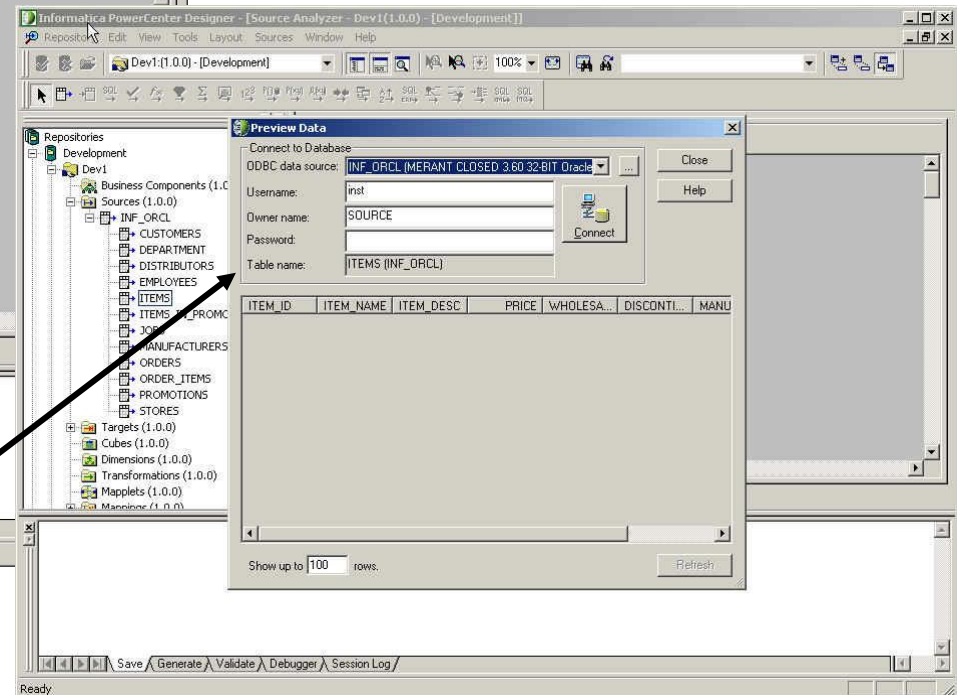 Informatica PowerCenter Designer - [Source Analyzer - Dev1(1.0.0) - [Development]]
Repository Edit View Tools Layout Sources Window Help
Dev1:(1.0.0) - [Development]
100%
Repositories
Development
Dev1
Business Components (1.0
Sources (1.0.0)
INF_ORCL
CUSTOMERS
DEPARTMENT
DISTRIBUTORS
EMPLOYEES
ITEMS
ITEMS_IN_PROMO
JOBS
MANUFACTURERS
ORDERS
ORDER_ITEMS
PROMOTIONS
STORES
Targets (1.0.0)
Cubes (1.0.0)
Dimensions (1.0.0)
Transformations (1.0.0)
Mapplets (1.0.0)
Mappings (1.0.0)
Preview Data
Connect to Database
ODBC data source: INF_ORCL (MERANT CLOSED 3.60 32-BIT Oracle
...
Close
Username: inst
Help
Owner name: SOURCE
Connect
Password:
Table name: ITEMS (INF_ORCL)
ITEM_ID ITEM_NAME ITEM_DESC PRICE WHOLESA... DISCONTI... MANU
Show up to 100 rows.
Refresh
Save Generate Validate Debugger Session Log
Ready